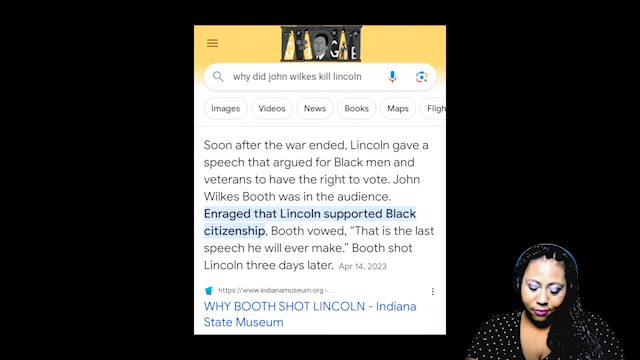 why did john wilkes kill lincoln
Images Videos News Books Maps Fligh
Soon after the war ended, Lincoln gave a
speech that argued for Black men and
veterans to have the right to vote. John
Wilkes Booth was in the audience.
Enraged that Lincoln supported Black
citizenship, Booth vowed, “That is the last
speech he will ever make.” Booth shot
Lincoln three days later. Apr 14, 2023
https://www.indianamuseum.org › ...
WHY BOOTH SHOT LINCOLN - Indiana
State Museum